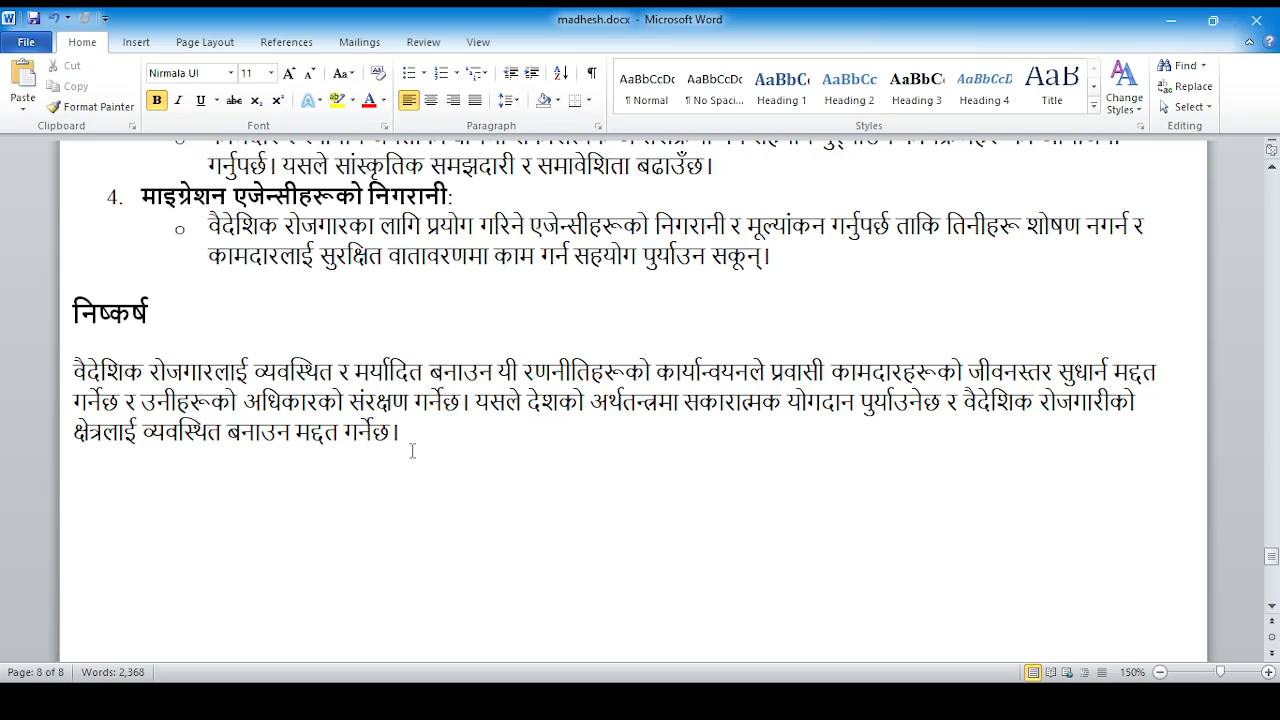 madhesh.docx - Microsoft Word
File Home Insert Page Layout References Mailings Review View
Paste Cut Copy Format Painter Clipboard
Nirmala UI 11 Font
Paragraph
AaBbCcDc ¶ Normal AaBbCcDc ¶ No Spaci... AaBbC Heading 1 AaBbCc Heading 2 AaBbC Heading 3 AaBbCcD Heading 4 AaB Title Change Styles Styles
Find Replace Select Editing
गर्नुपर्छ। यसले सांस्कृतिक समझदारी र समावेशिता बढाउँछ।
4. माइग्रेशन एजेन्सीहरूको निगरानी:
o वैदेशिक रोजगारका लागि प्रयोग गरिने एजेन्सीहरूको निगरानी र मूल्यांकन गर्नुपर्छ ताकि तिनीहरू शोषण नगर्न र
कामदारलाई सुरक्षित वातावरणमा काम गर्न सहयोग पुर्याउन सकून्।
निष्कर्ष
वैदेशिक रोजगारलाई व्यवस्थित र मर्यादित बनाउन यी रणनीतिहरूको कार्यान्वयनले प्रवासी कामदारहरूको जीवनस्तर सुधार्न मद्दत
गर्नेछ र उनीहरूको अधिकारको संरक्षण गर्नेछ। यसले देशको अर्थतन्त्रमा सकारात्मक योगदान पुर्याउनेछ र वैदेशिक रोजगारीको
क्षेत्रलाई व्यवस्थित बनाउन मद्दत गर्नेछ।
Page: 8 of 8 Words: 2,368 150%